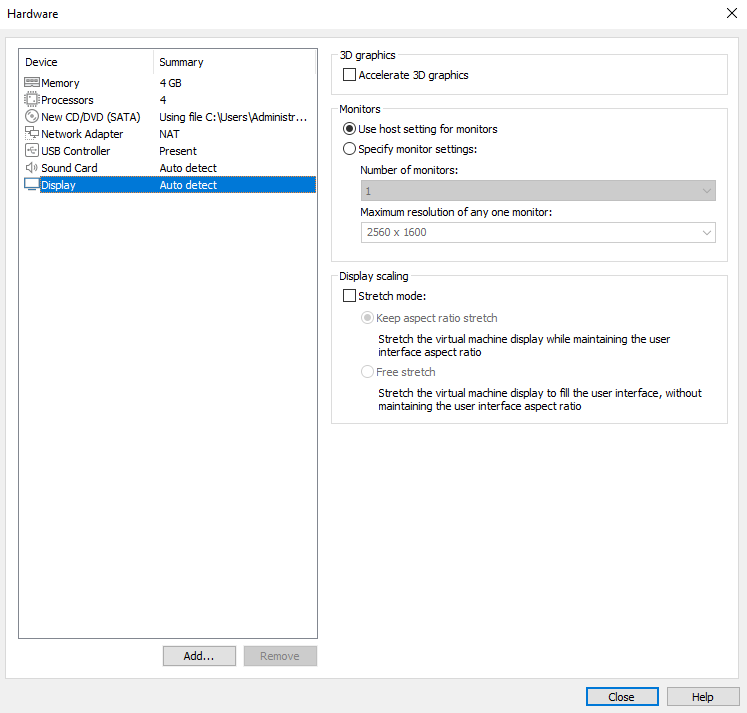 Hardware
Device Summary
Memory 4 GB
Processors 4
New CD/DVD (SATA) Using file C:\Users\Administr...
Network Adapter NAT
USB Controller Present
Sound Card Auto detect
Display Auto detect
Add... Remove
3D graphics
Accelerate 3D graphics
Monitors
Use host setting for monitors
Specify monitor settings:
Number of monitors:
1
Maximum resolution of any one monitor:
2560 x 1600
Display scaling
Stretch mode:
Keep aspect ratio stretch
Stretch the virtual machine display while maintaining the user
interface aspect ratio
Free stretch
Stretch the virtual machine display to fill the user interface, without
maintaining the user interface aspect ratio
Close Help